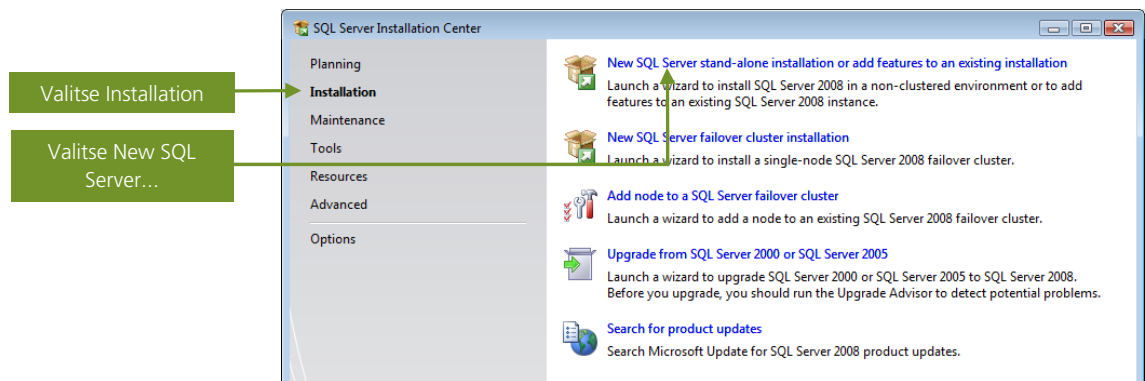 SQL Server Installation Center
Valitse Installation
Valitse New SQL
Server...
Planning
Installation
Maintenance
Tools
Resources
Advanced
Options
New SQL Server stand-alone installation or add features to an existing installation
Launch a wizard to install SQL Server 2008 in a non-clustered environment or to add
features to an existing SQL Server 2008 instance.
New SQL Server failover cluster installation
Launch a wizard to install a single-node SQL Server 2008 failover cluster.
Add node to a SQL Server failover cluster
Launch a wizard to add a node to an existing SQL Server 2008 failover cluster.
Upgrade from SQL Server 2000 or SQL Server 2005
Launch a wizard to upgrade SQL Server 2000 or SQL Server 2005 to SQL Server 2008.
Before you upgrade, you should run the Upgrade Advisor to detect potential problems.
Search for product updates
Search Microsoft Update for SQL Server 2008 product updates.